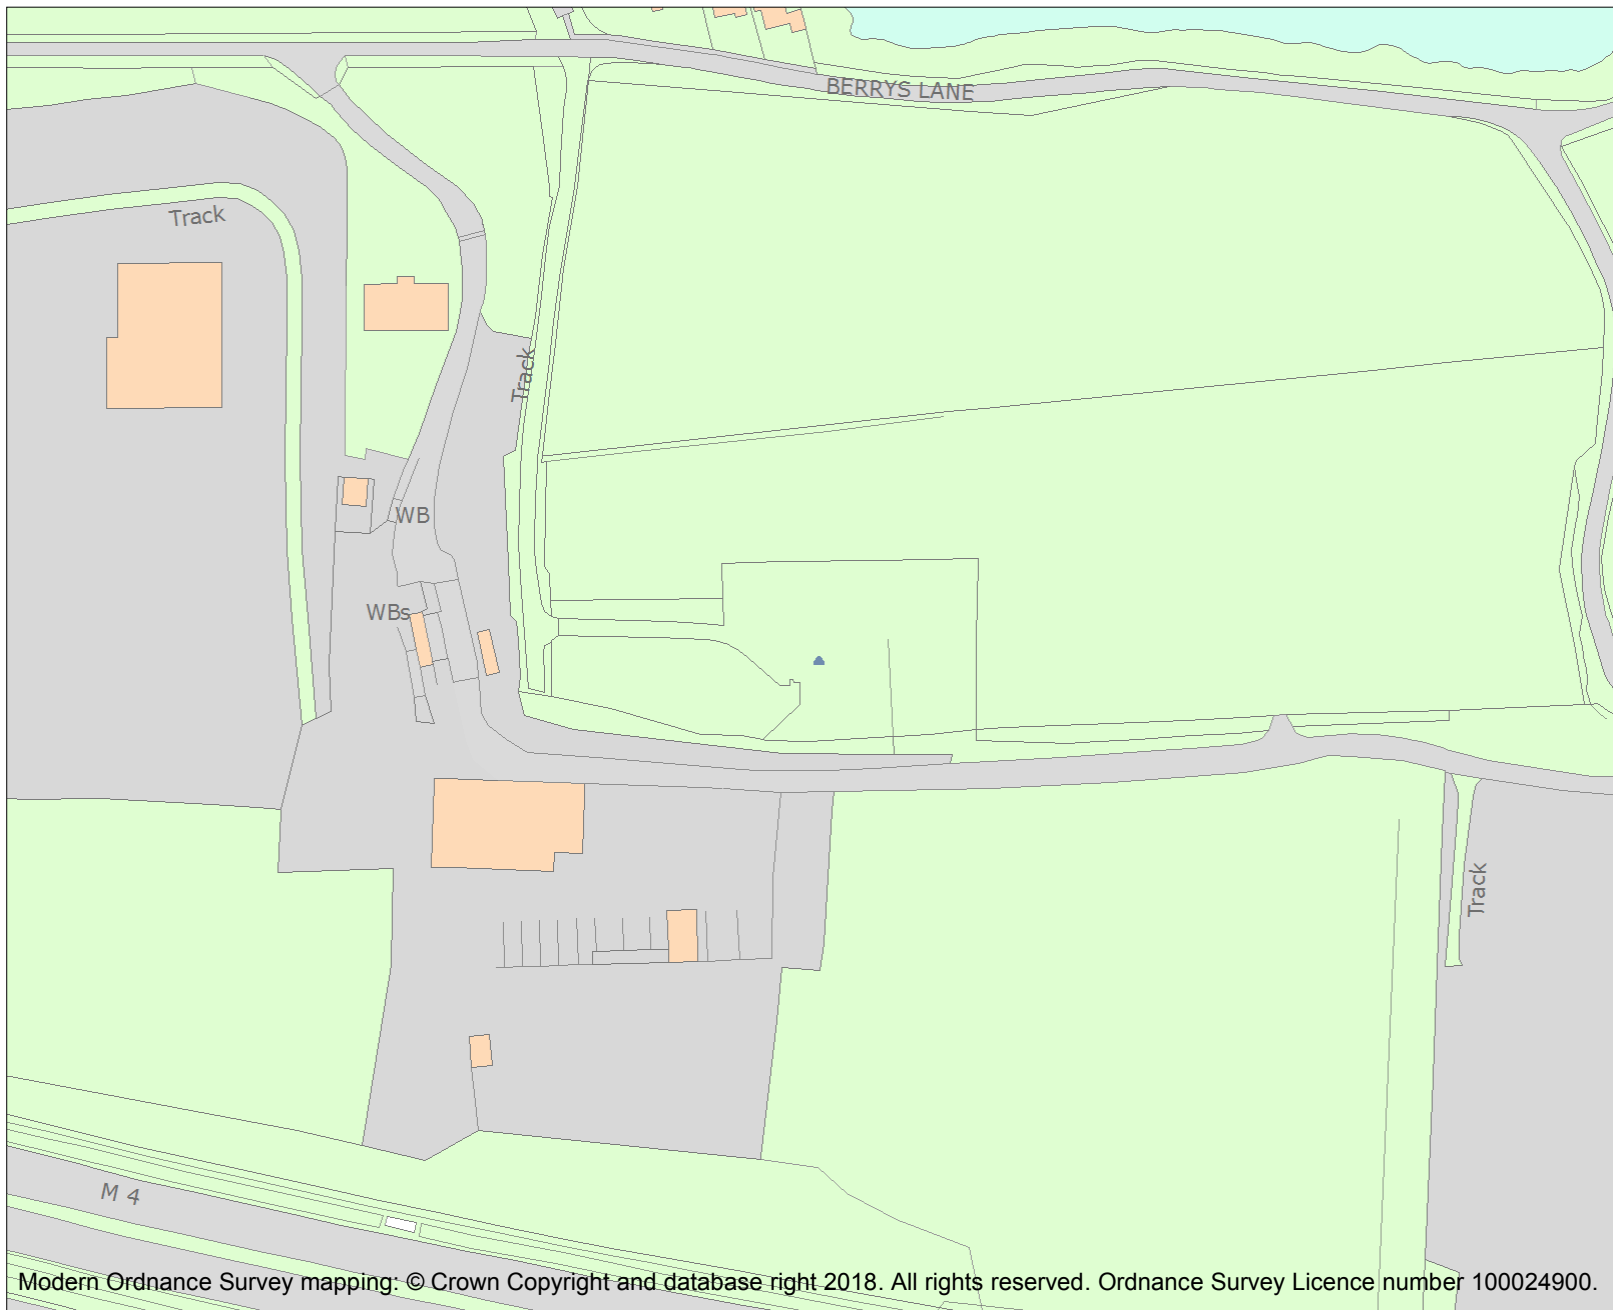 BERRYS LANE
Track
Track
WB
WBs
Track
M 4
Modern Ordnance Survey mapping: © Crown Copyright and database right 2018. All rights reserved. Ordnance Survey Licence number 100024900.